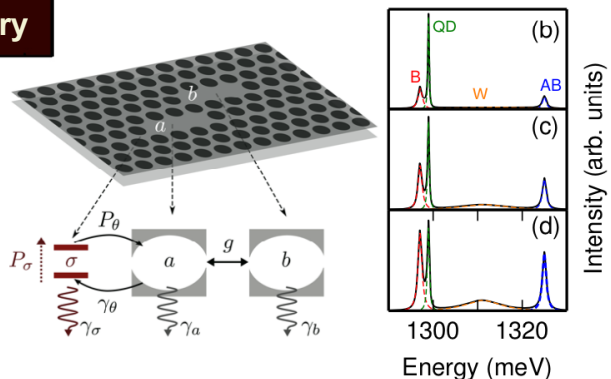 ry
b
a
P_θ
P_σ
σ
a
g
b
γ_θ
γ_σ
γ_a
γ_b
(b)
QD
B
W
AB
(c)
(d)
1300
1320
Energy (meV)
Intensity (arb. units)